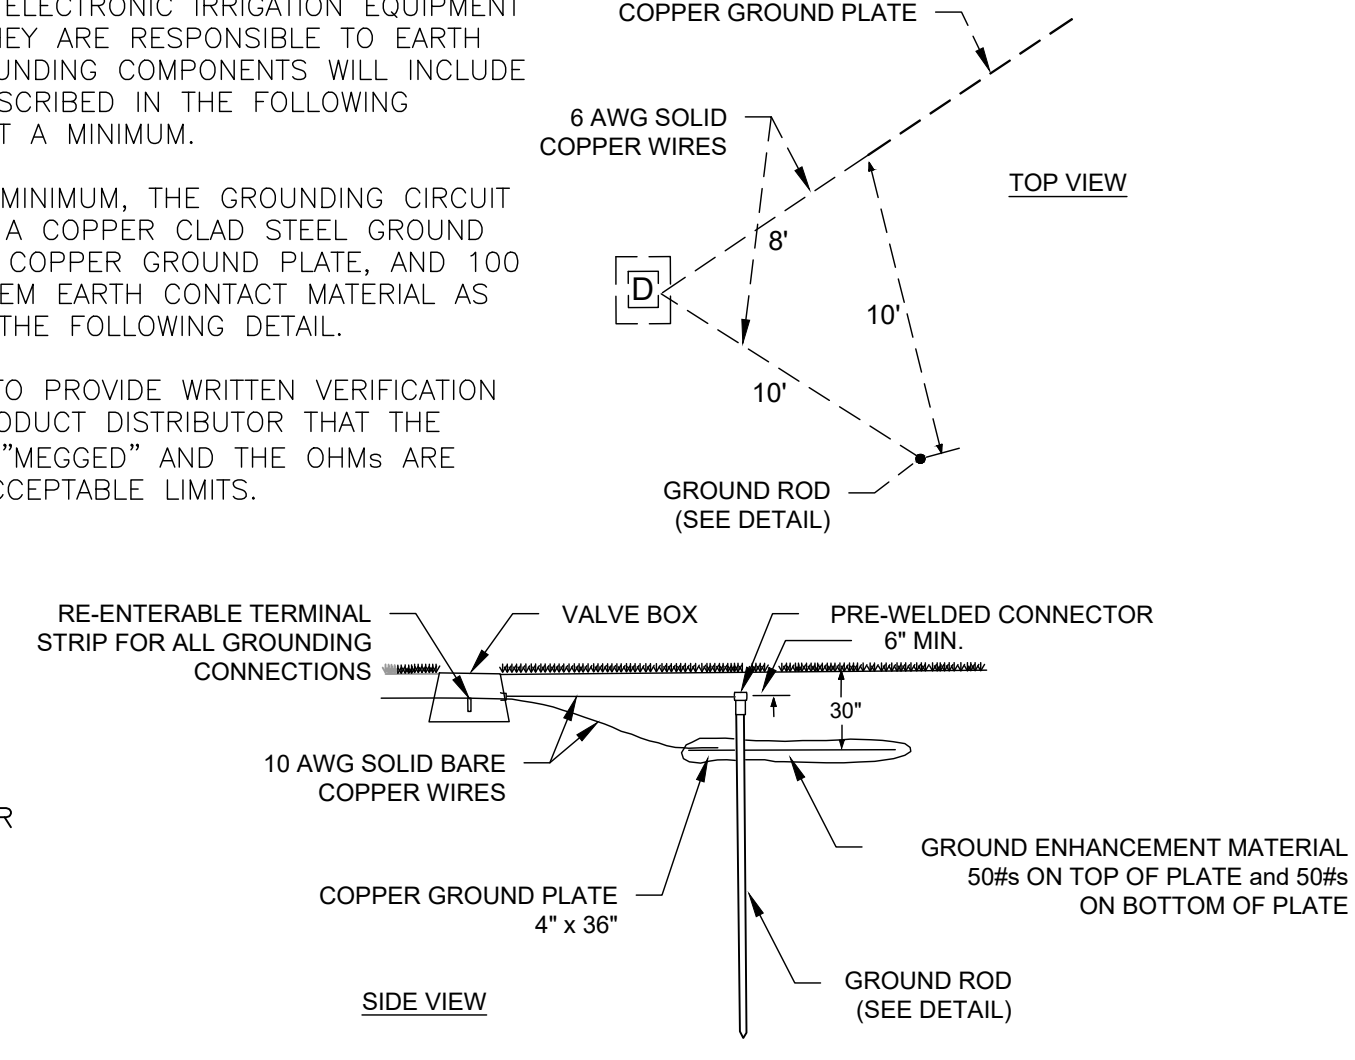 ELECTRONIC IRRIGATION EQUIPMENT
HEY ARE RESPONSIBLE TO EARTH
UNDING COMPONENTS WILL INCLUDE
SCRIBED IN THE FOLLOWING
T A MINIMUM.
MINIMUM, THE GROUNDING CIRCUIT
A COPPER CLAD STEEL GROUND
COPPER GROUND PLATE, AND 100
EM EARTH CONTACT MATERIAL AS
THE FOLLOWING DETAIL.
TO PROVIDE WRITTEN VERIFICATION
ODUCT DISTRIBUTOR THAT THE
"MEGGED" AND THE OHMs ARE
CCEPTABLE LIMITS.
R
COPPER GROUND PLATE
6 AWG SOLID
COPPER WIRES
TOP VIEW
8'
D
10'
10'
GROUND ROD
(SEE DETAIL)
RE-ENTERABLE TERMINAL
STRIP FOR ALL GROUNDING
CONNECTIONS
VALVE BOX
PRE-WELDED CONNECTOR
6" MIN.
30"
10 AWG SOLID BARE
COPPER WIRES
GROUND ENHANCEMENT MATERIAL
50#s ON TOP OF PLATE and 50#s
ON BOTTOM OF PLATE
COPPER GROUND PLATE
4" x 36"
GROUND ROD
(SEE DETAIL)
SIDE VIEW